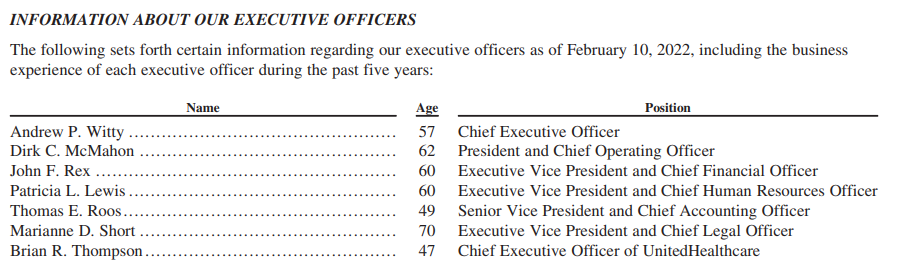 INFORMATION ABOUT OUR EXECUTIVE OFFICERS
The following sets forth certain information regarding our executive officers as of February 10, 2022, including the business
experience of each executive officer during the past five years:
Name Age Position
Andrew P. Witty .................................................. 57 Chief Executive Officer
Dirk C. McMahon ................................................ 62 President and Chief Operating Officer
John F. Rex ........................................................ 60 Executive Vice President and Chief Financial Officer
Patricia L. Lewis .................................................. 60 Executive Vice President and Chief Human Resources Officer
Thomas E. Roos.................................................... 49 Senior Vice President and Chief Accounting Officer
Marianne D. Short ................................................ 70 Executive Vice President and Chief Legal Officer
Brian R. Thompson ............................................... 47 Chief Executive Officer of UnitedHealthcare